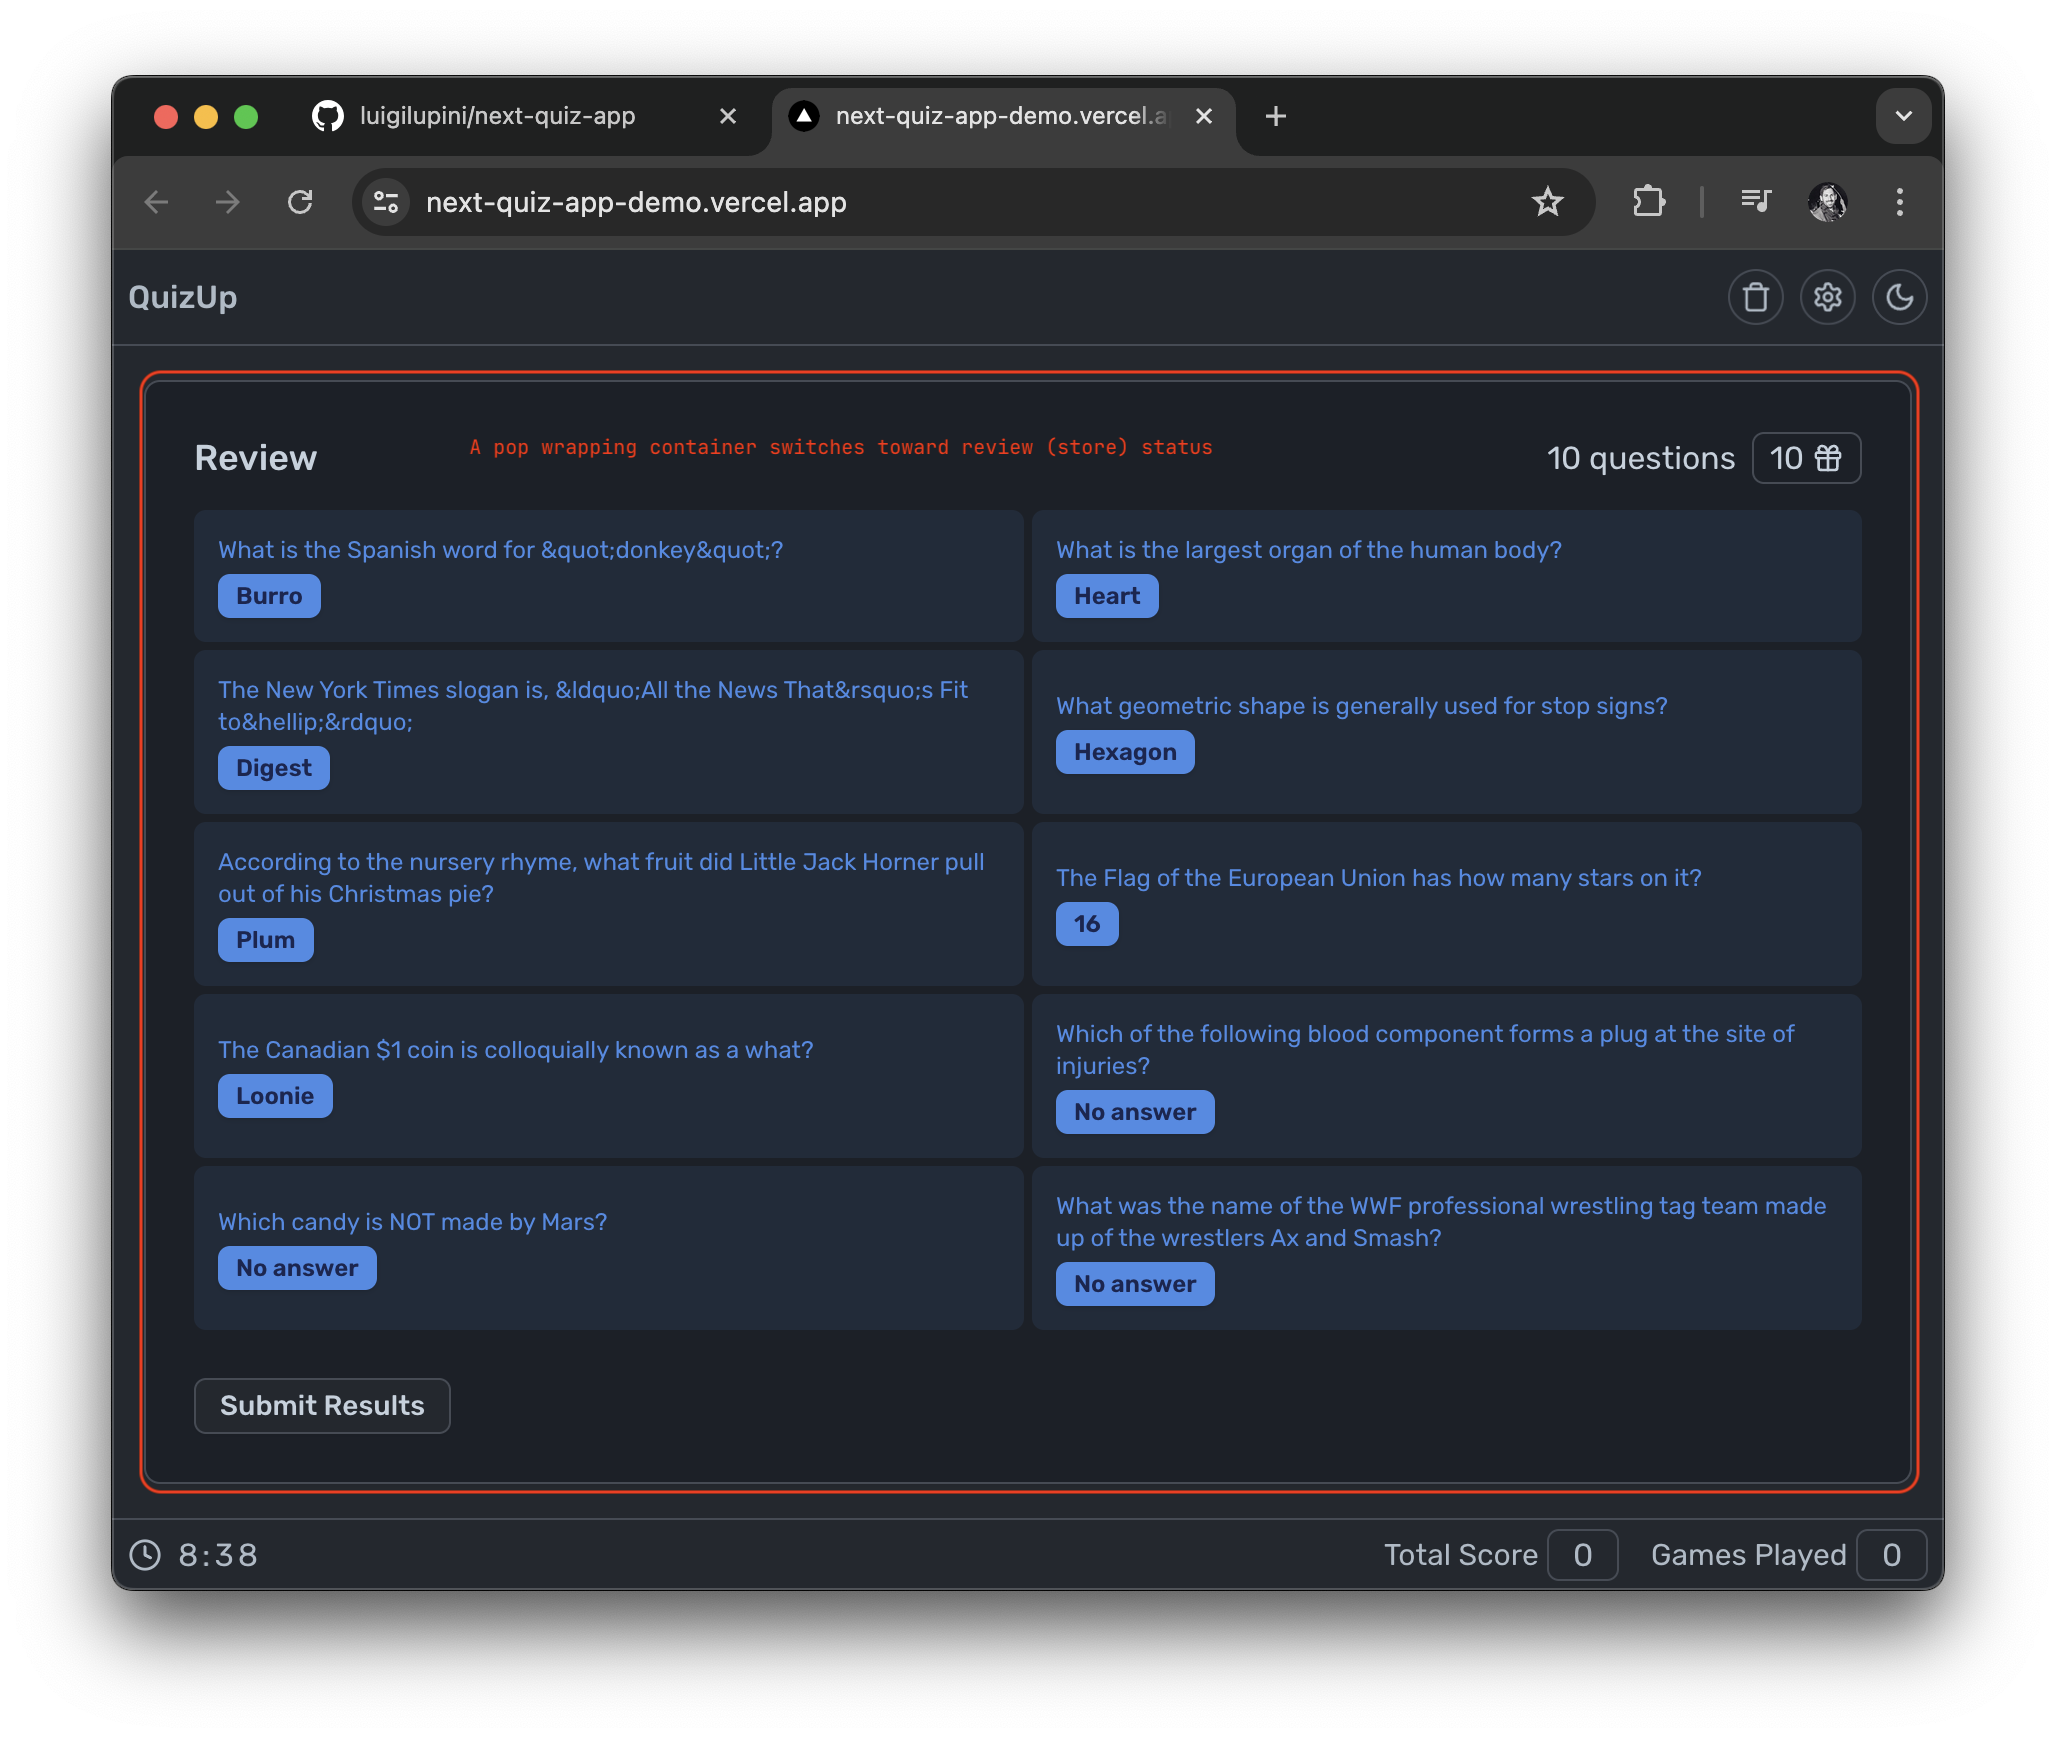 luigilupini/next-quiz-app
next-quiz-app-demo.vercel.a
next-quiz-app-demo.vercel.app
QuizUp
Review
A pop wrapping container switches toward review (store) status
10 questions
10
What is the Spanish word for &quot;donkey&quot;?
Burro
What is the largest organ of the human body?
Heart
The New York Times slogan is, &ldquo;All the News That&rsquo;s Fit
to&hellip;&rdquo;
Digest
What geometric shape is generally used for stop signs?
Hexagon
According to the nursery rhyme, what fruit did Little Jack Horner pull
out of his Christmas pie?
Plum
The Flag of the European Union has how many stars on it?
16
The Canadian $1 coin is colloquially known as a what?
Loonie
Which of the following blood component forms a plug at the site of
injuries?
No answer
Which candy is NOT made by Mars?
No answer
What was the name of the WWF professional wrestling tag team made
up of the wrestlers Ax and Smash?
No answer
Submit Results
8:38
Total Score
0
Games Played
0